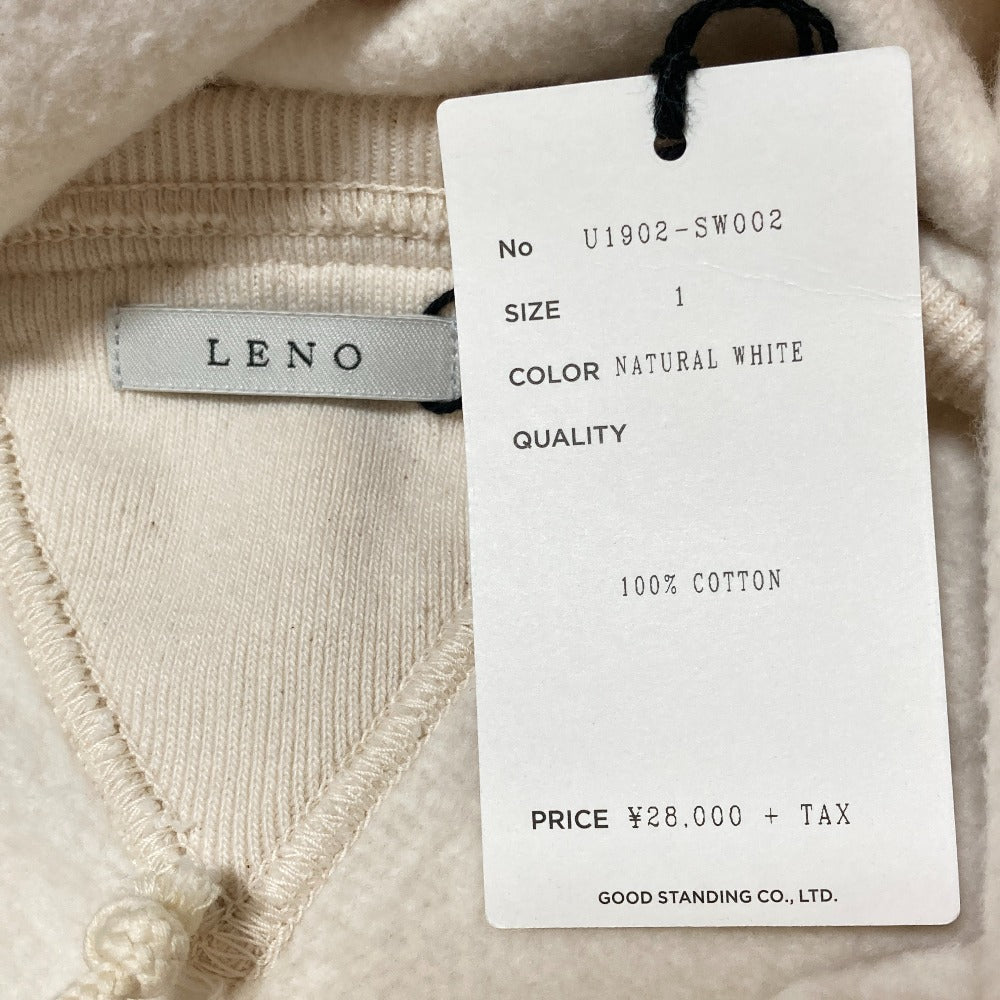 LENO
No U1902-SW002
SIZE 1
COLOR NATURAL WHITE
QUALITY
100% COTTON
PRICE ¥28,000 + TAX
GOOD STANDING CO., LTD.